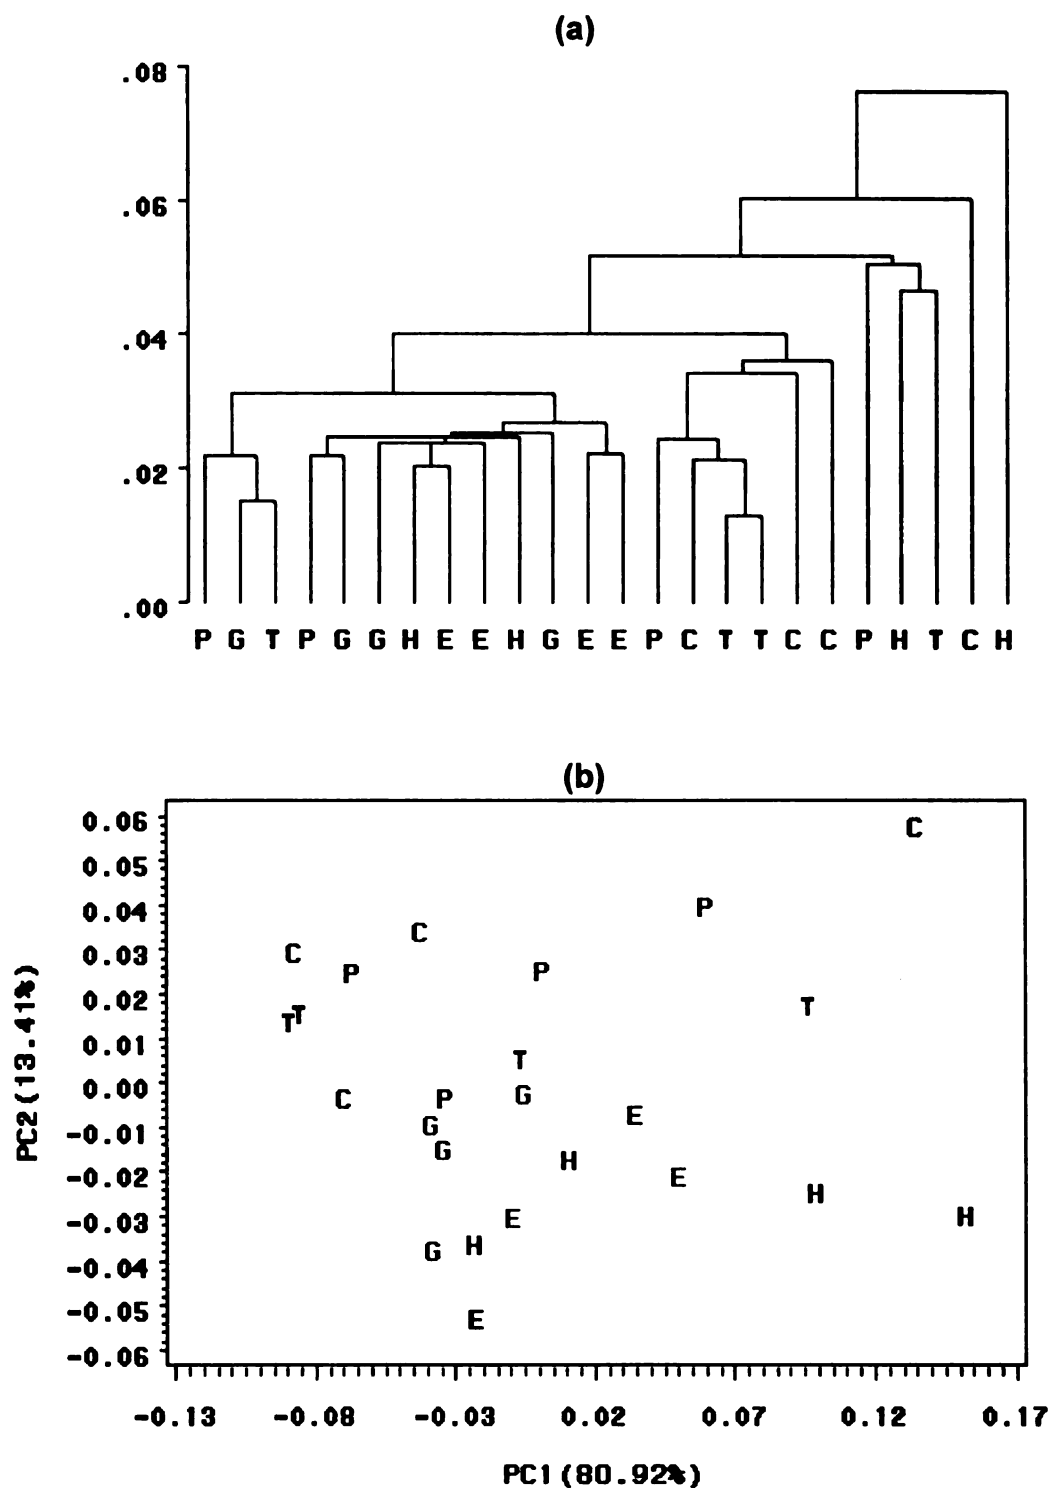 (a)
.08
.06
.04
.02
.00
P G T P G G H E E H G E E P C T T C C P H T C H
(b)
0.06
0.05
0.04
0.03
0.02
0.01
0.00
-0.01
-0.02
-0.03
-0.04
-0.05
-0.06
PC2(13.41%)
C
P
C
C
P
P
T
T
T
T
C
P
G
G
E
G
H
E
H
E
H
G
H
E
-0.13 -0.08 -0.03 0.02 0.07 0.12 0.17
PC1(80.92%)